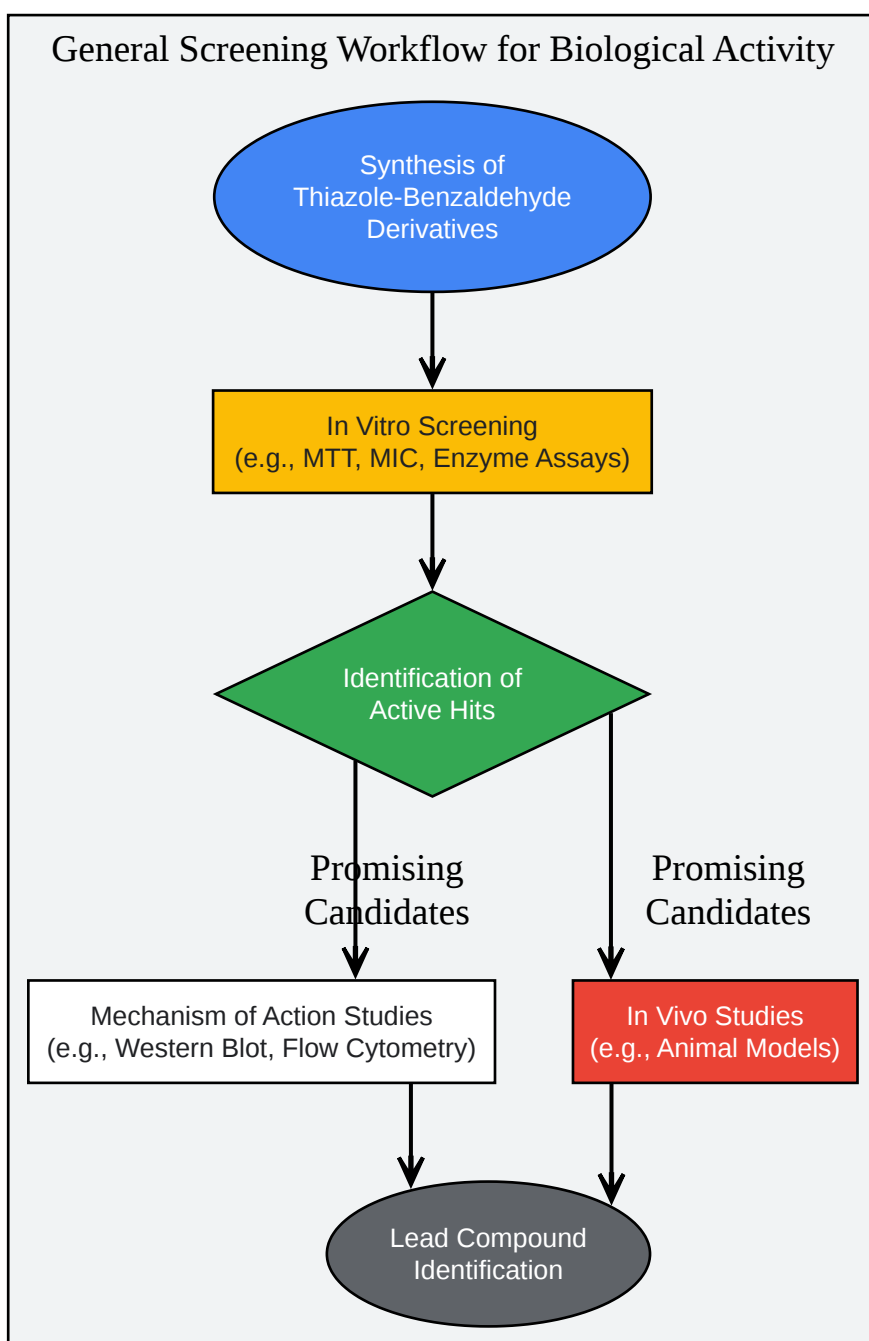 General Screening Workflow for Biological Activity
Synthesis of
Thiazole-Benzaldehyde
Derivatives
In Vitro Screening
(e.g., MTT, MIC, Enzyme Assays)
Identification of
Active Hits
Promising
Candidates
Promising
Candidates
Mechanism of Action Studies
(e.g., Western Blot, Flow Cytometry)
In Vivo Studies
(e.g., Animal Models)
Lead Compound
Identification